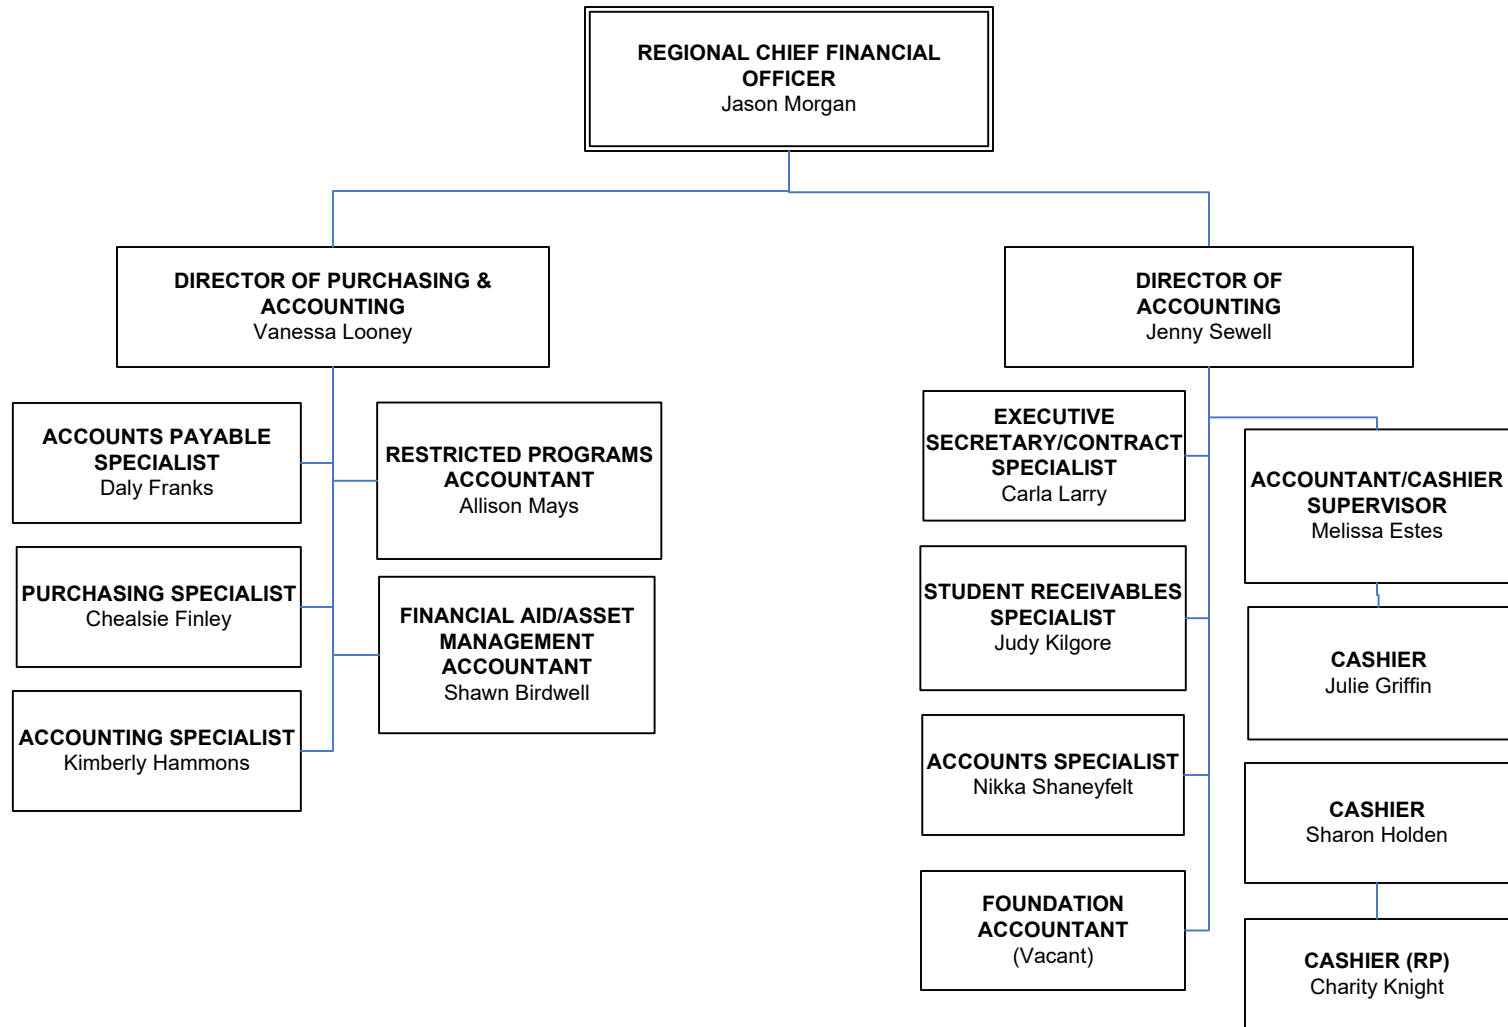 REGIONAL CHIEF FINANCIAL
OFFICER
Jason Morgan
DIRECTOR OF PURCHASING &
ACCOUNTING
Vanessa Looney
DIRECTOR OF
ACCOUNTING
Jenny Sewell
ACCOUNTS PAYABLE
SPECIALIST
Daly Franks
RESTRICTED PROGRAMS
ACCOUNTANT
Allison Mays
PURCHASING SPECIALIST
Chealsie Finley
FINANCIAL AID/ASSET
MANAGEMENT
ACCOUNTANT
Shawn Birdwell
ACCOUNTING SPECIALIST
Kimberly Hammons
EXECUTIVE
SECRETARY/CONTRACT
SPECIALIST
Carla Larry
ACCOUNTANT/CASHIER
SUPERVISOR
Melissa Estes
STUDENT RECEIVABLES
SPECIALIST
Judy Kilgore
CASHIER
Julie Griffin
ACCOUNTS SPECIALIST
Nikka Shaneyfelt
CASHIER
Sharon Holden
FOUNDATION
ACCOUNTANT
(Vacant)
CASHIER (RP)
Charity Knight